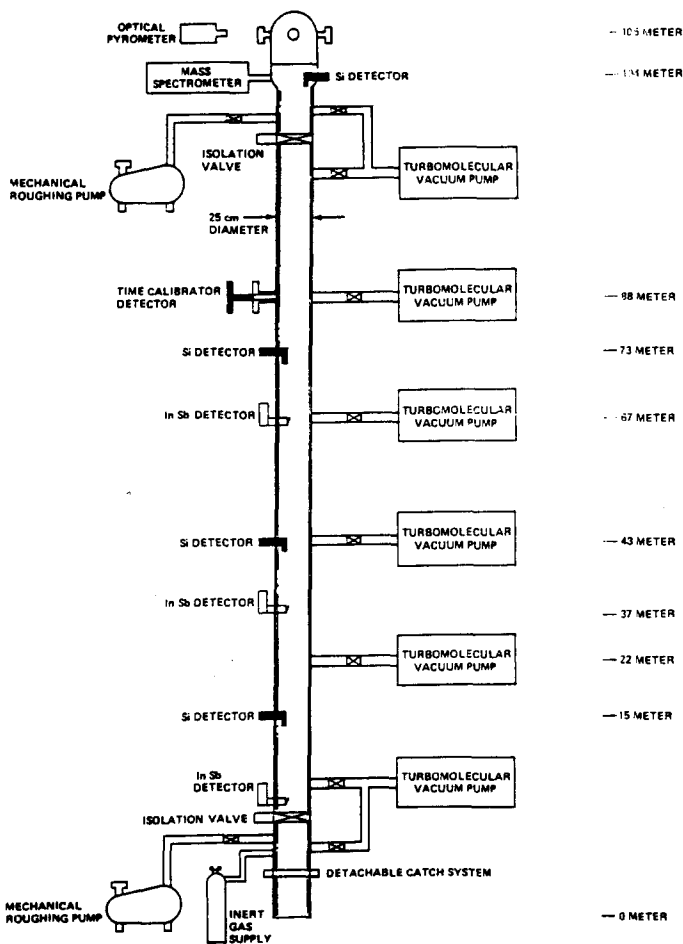 OPTICAL
PYROMETER
105 METER
MASS
SPECTROMETER
Si DETECTOR
METER
ISOLATION
VALVE
TURBOMOLECULAR
VACUUM PUMP
MECHANICAL
ROUGHING PUMP
25 cm
DIAMETER
TIME CALIBRATOR
DETECTOR
TURBOMOLECULAR
VACUUM PUMP
88 METER
Si DETECTOR
73 METER
In Sb DETECTOR
TURBOMOLECULAR
VACUUM PUMP
67 METER
Si DETECTOR
TURBOMOLECULAR
VACUUM PUMP
43 METER
In Sb DETECTOR
37 METER
TURBOMOLECULAR
VACUUM PUMP
22 METER
Si DETECTOR
15 METER
In Sb
DETECTOR
TURBOMOLECULAR
VACUUM PUMP
ISOLATION VALVE
DETACHABLE CATCH SYSTEM
MECHANICAL
ROUGHING PUMP
INERT
GAS
SUPPLY
0 METER